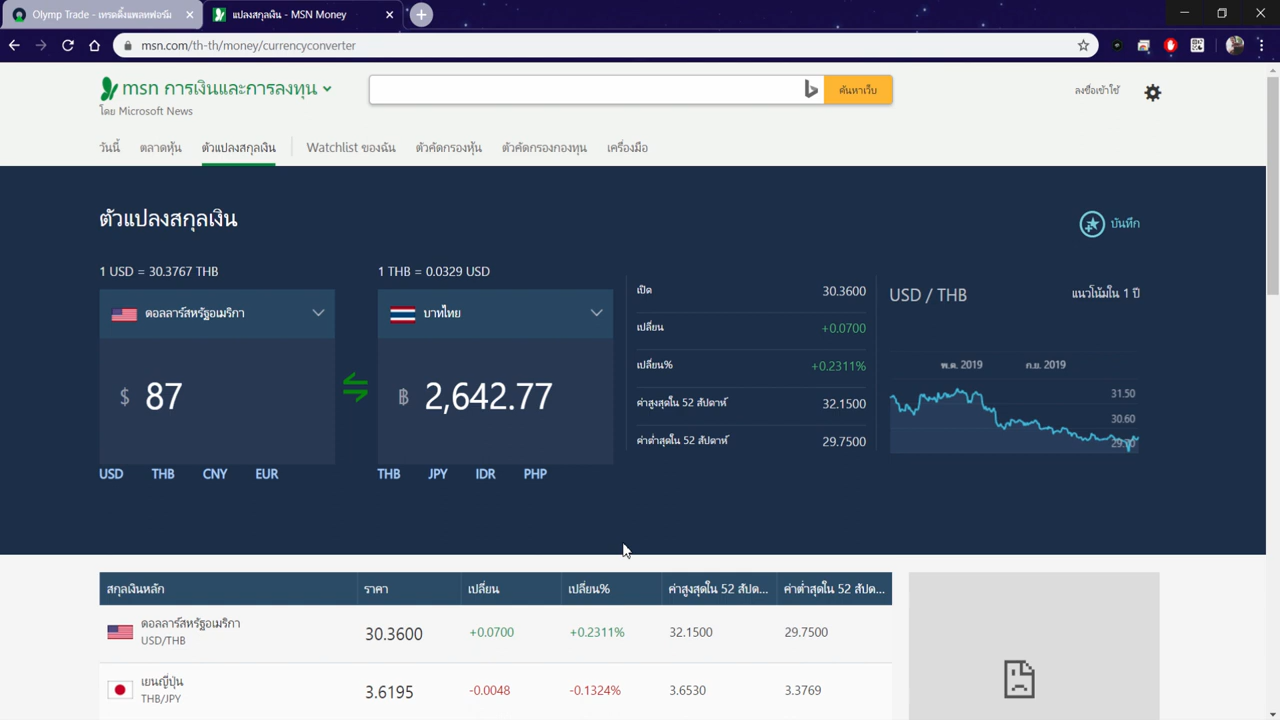 Olymp Trade - เทรดดิ้งแพลทฟอร์ม
แปลงสกุลเงิน - MSN Money
msn.com/th-th/money/currencyconverter
msn การเงินและการลงทุน
โดย Microsoft News
ค้นหาเว็บ
ลงชื่อเข้าใช้
วันนี้ ตลาดหุ้น ตัวแปลงสกุลเงิน Watchlist ของฉัน ตัวคัดกรองหุ้น ตัวคัดกรองกองทุน เครื่องมือ
ตัวแปลงสกุลเงิน
บันทึก
1 USD = 30.3767 THB
ดอลลาร์สหรัฐอเมริกา
$ 87
USD THB CNY EUR
1 THB = 0.0329 USD
บาทไทย
฿ 2,642.77
THB JPY IDR PHP
เปิด 30.3600
เปลี่ยน +0.0700
เปลี่ยน% +0.2311%
ค่าสูงสุดใน 52 สัปดาห์ 32.1500
ค่าต่ำสุดใน 52 สัปดาห์ 29.7500
USD / THB แนวโน้มใน 1 ปี
พ.ค. 2019 ก.ย. 2019
31.50
30.60
29.70
สกุลเงินหลัก ราคา เปลี่ยน เปลี่ยน% ค่าสูงสุดใน 52 สัปด... ค่าต่ำสุดใน 52 สัปด...
ดอลลาร์สหรัฐอเมริกา
USD/THB 30.3600 +0.0700 +0.2311% 32.1500 29.7500
เยนญี่ปุ่น
THB/JPY 3.6195 -0.0048 -0.1324% 3.6530 3.3769